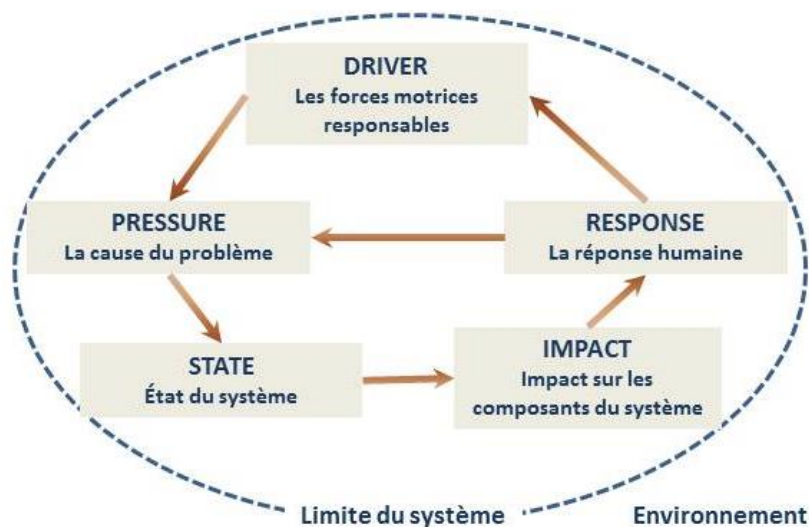 DRIVER
Les forces motrices
responsables
PRESSURE
La cause du problème
RESPONSE
La réponse humaine
STATE
État du système
IMPACT
Impact sur les
composants du système
Limite du système
Environnement